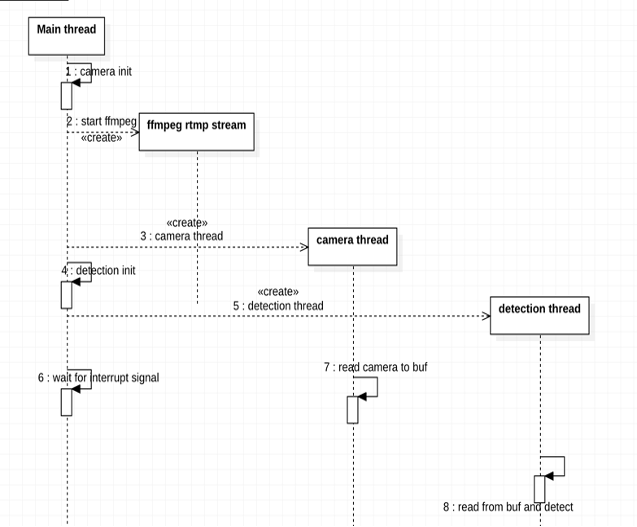 Main thread
1 : camera init
2 : start ffmpeg
«create»
ffmpeg rtmp stream
«create»
3 : camera thread
camera thread
4 : detection init
«create»
5 : detection thread
detection thread
6 : wait for interrupt signal
7 : read camera to buf
8 : read from buf and detect